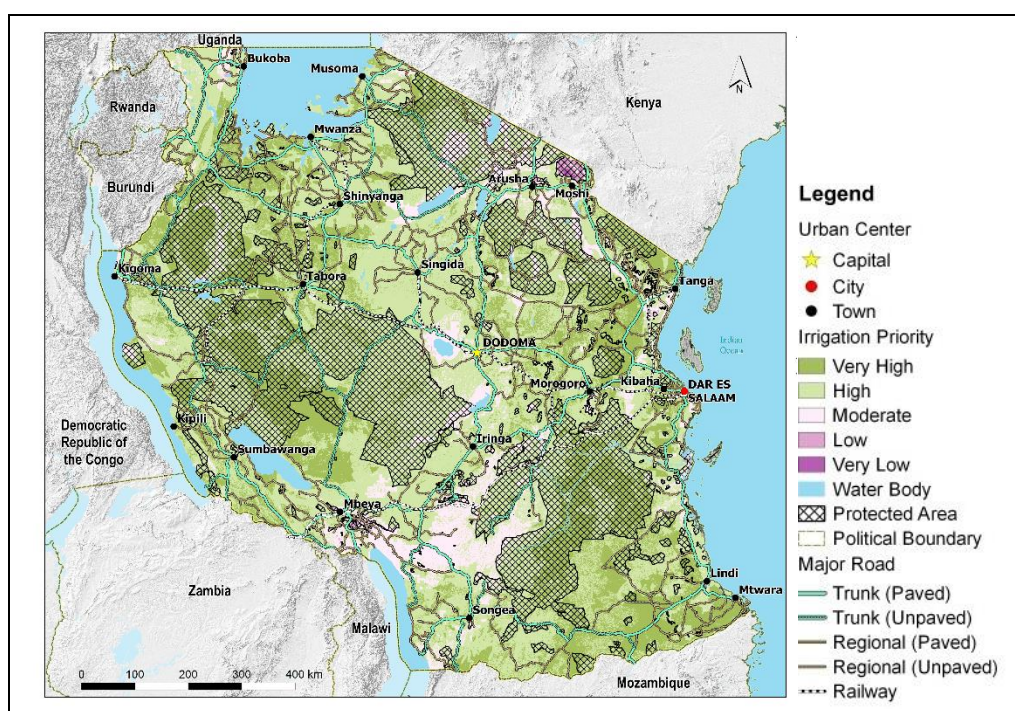 Uganda
Bukoba
Musoma
Kenya
N
Rwanda
Mwanza
Burundi
Arusha
Moshi
Shinyanga
Kigoma
Tabora
Singida
Tanga
DODOMA
Indian
Ocean
Morogoro
Kibaha
DAR ES
SALAAM
Democratic
Republic of
the Congo
Kipili
Iringa
Sumbawanga
Mbeya
Zambia
Lindi
Mtwara
Songea
Malawi
Mozambique
0 100 200 300 400 km
Legend
Urban Center
Capital
City
Town
Irrigation Priority
Very High
High
Moderate
Low
Very Low
Water Body
Protected Area
Political Boundary
Major Road
Trunk (Paved)
Trunk (Unpaved)
Regional (Paved)
Regional (Unpaved)
Railway